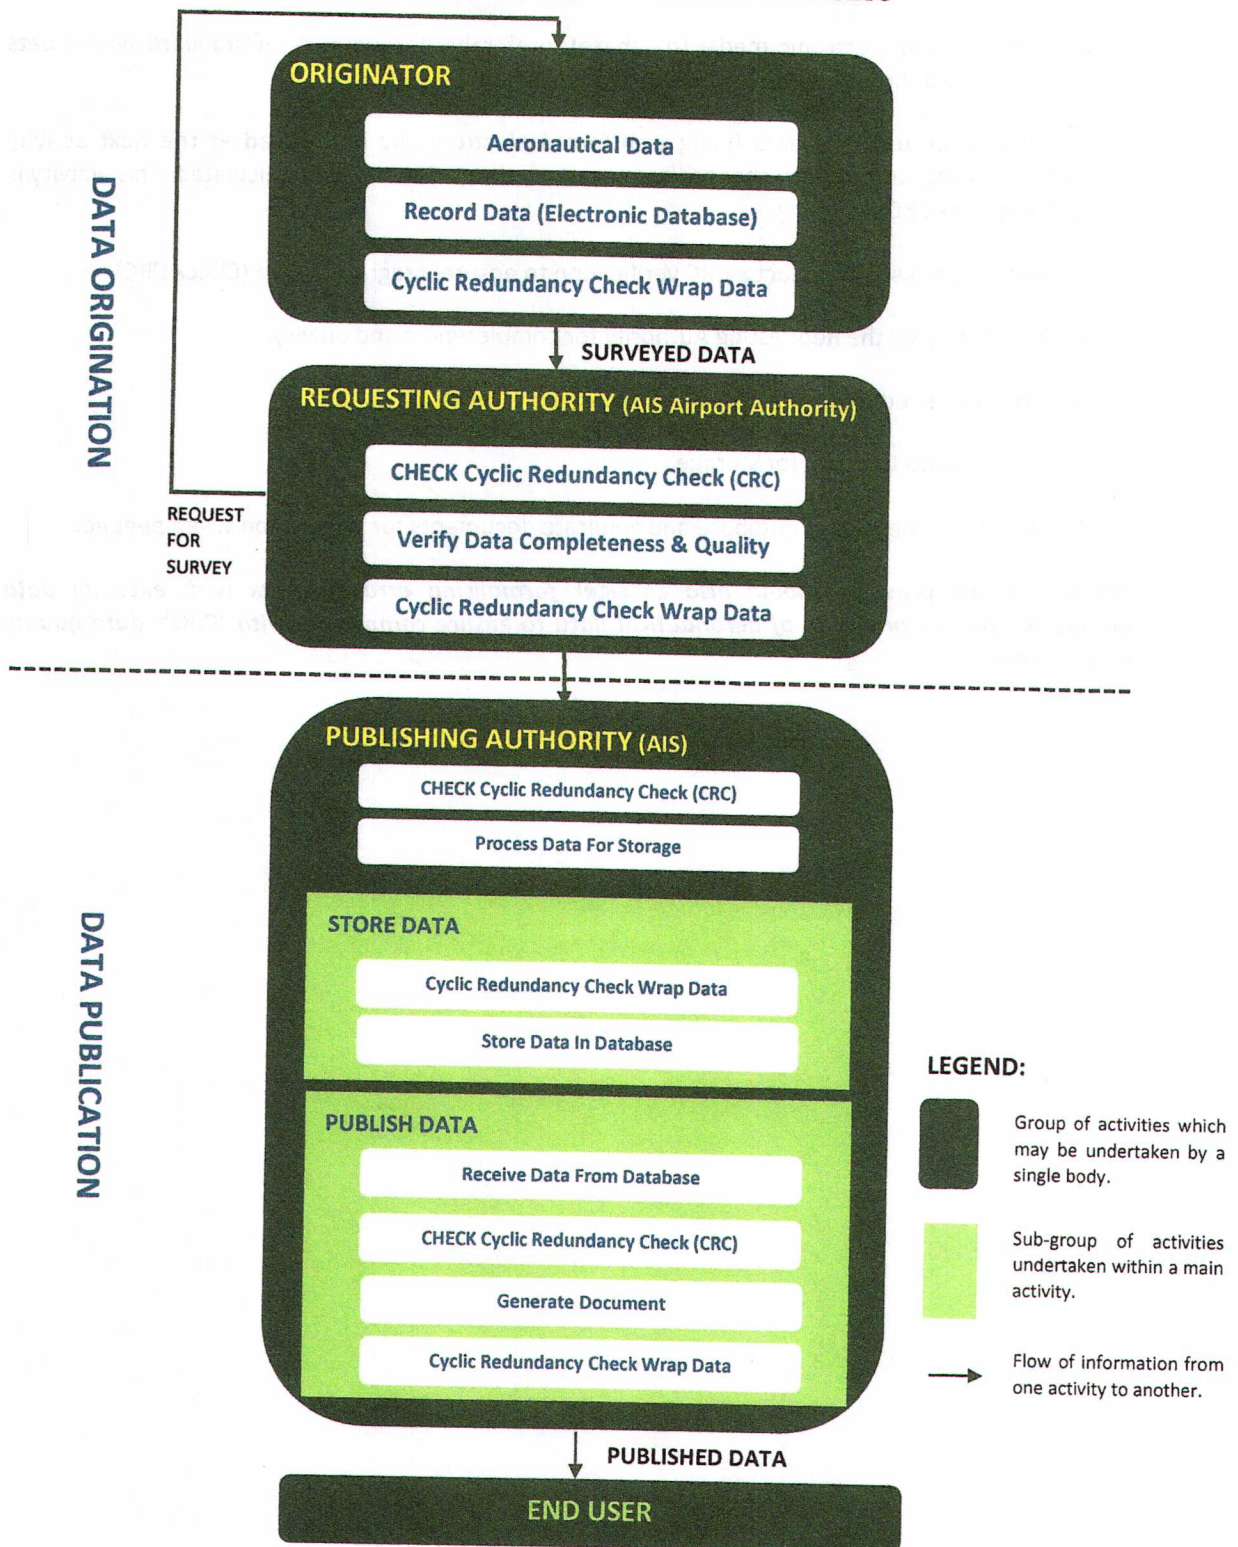 ORIGINATOR
Aeronautical Data
Record Data (Electronic Database)
Cyclic Redundancy Check Wrap Data
DATA ORIGINATION
SURVEYED DATA
REQUESTING AUTHORITY (AIS Airport Authority)
CHECK Cyclic Redundancy Check (CRC)
Verify Data Completeness & Quality
Cyclic Redundancy Check Wrap Data
REQUEST
FOR
SURVEY
PUBLISHING AUTHORITY (AIS)
CHECK Cyclic Redundancy Check (CRC)
Process Data For Storage
DATA PUBLICATION
STORE DATA
Cyclic Redundancy Check Wrap Data
Store Data In Database
PUBLISH DATA
Receive Data From Database
CHECK Cyclic Redundancy Check (CRC)
Generate Document
Cyclic Redundancy Check Wrap Data
PUBLISHED DATA
END USER
LEGEND:
Group of activities which
may be undertaken by a
single body.
Sub-group of activities
undertaken within a main
activity.
Flow of information from
one activity to another.